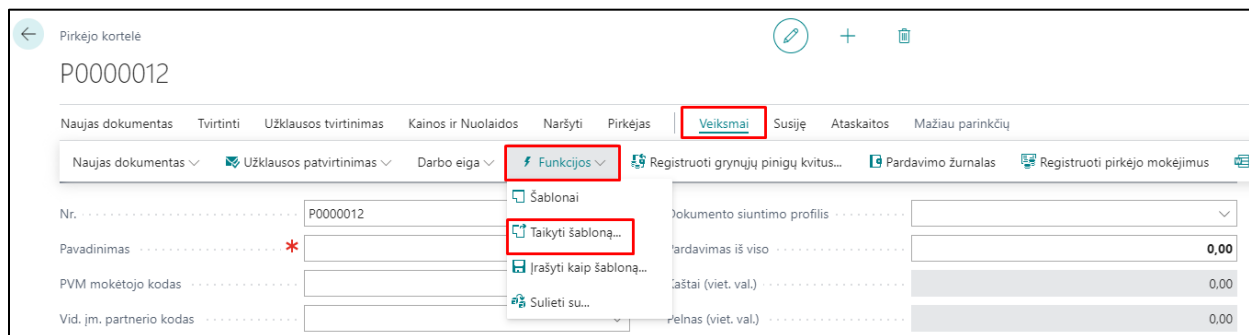 Pirkėjo kortelė
P0000012
Naujas dokumentas Tvirtinti Užklausos tvirtinimas Kainos ir Nuolaidos Naršyti Pirkėjas Veiksmai Susiję Ataskaitos Mažiau parinkčių
Naujas dokumentas Užklausos patvirtinimas Darbo eiga Funkcijos Registruoti grynųjų pinigų kvitus... Pardavimo žurnalas Registruoti pirkėjo mokėjimus
Šablonai
Taikyti šabloną...
Įrašyti kaip šabloną...
Sulieti su...
Nr. P0000012 Dokumento siuntimo profilis
Pavadinimas * Pardavimas iš viso 0,00
PVM mokėtojo kodas Kaštai (viet. val.) 0,00
Vid. įm. partnerio kodas Pelnas (viet. val.) 0,00